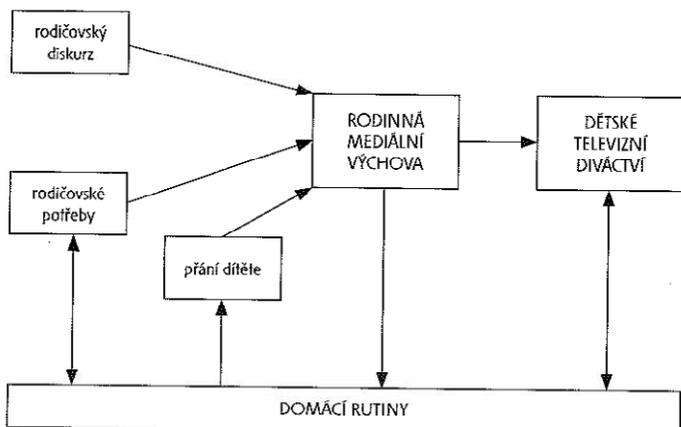 rodičovský
diskurz
RODINNÁ
MEDIÁLNÍ
VÝCHOVA
DĚTSKÉ
TELEVIZNÍ
DIVÁCTVÍ
rodičovské
potřeby
přání dítěte
DOMÁCÍ RUTINY